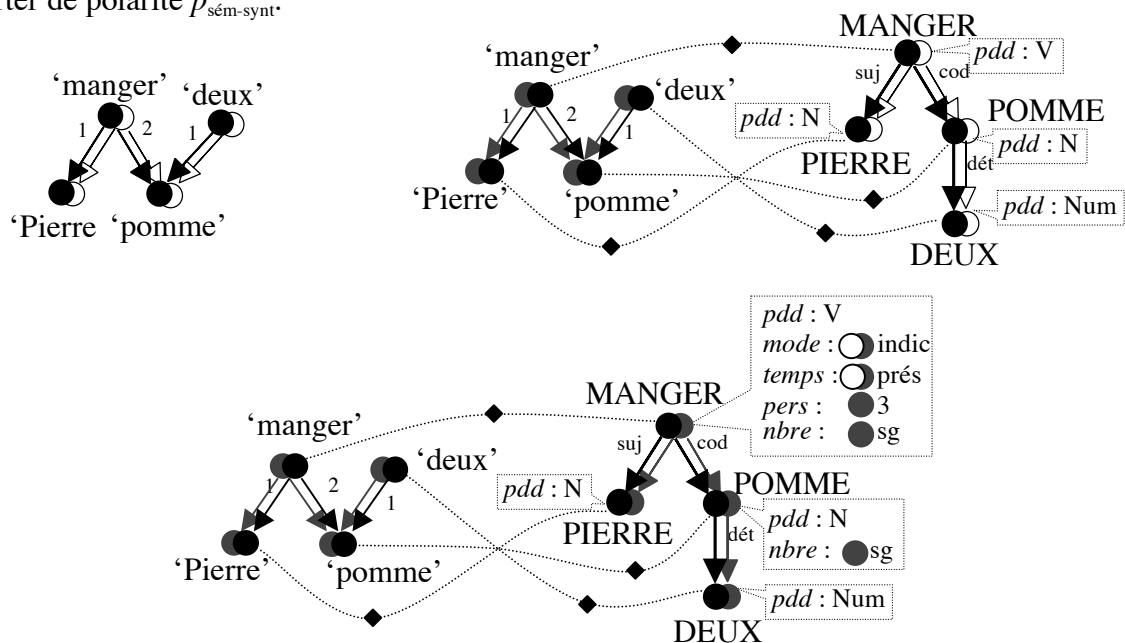 ter de polarité p sém-synt.
‘manger’
‘deux’
1 2 1
‘Pierre ‘pomme’
‘manger’
‘deux’
1 2 1
‘Pierre’ ‘pomme’
MANGER
pdd : V
suj cod
pdd : N
POMME
PIERRE
pdd : N
dét
pdd : Num
DEUX
pdd : V
mode : indic
temps : prés
pers : 3
nbre : sg
MANGER
‘manger’
suj cod
‘deux’
1 2 1
pdd : N
POMME
pdd : N
PIERRE
dét
nbre : sg
‘Pierre’ ‘pomme’
pdd : Num
DEUX